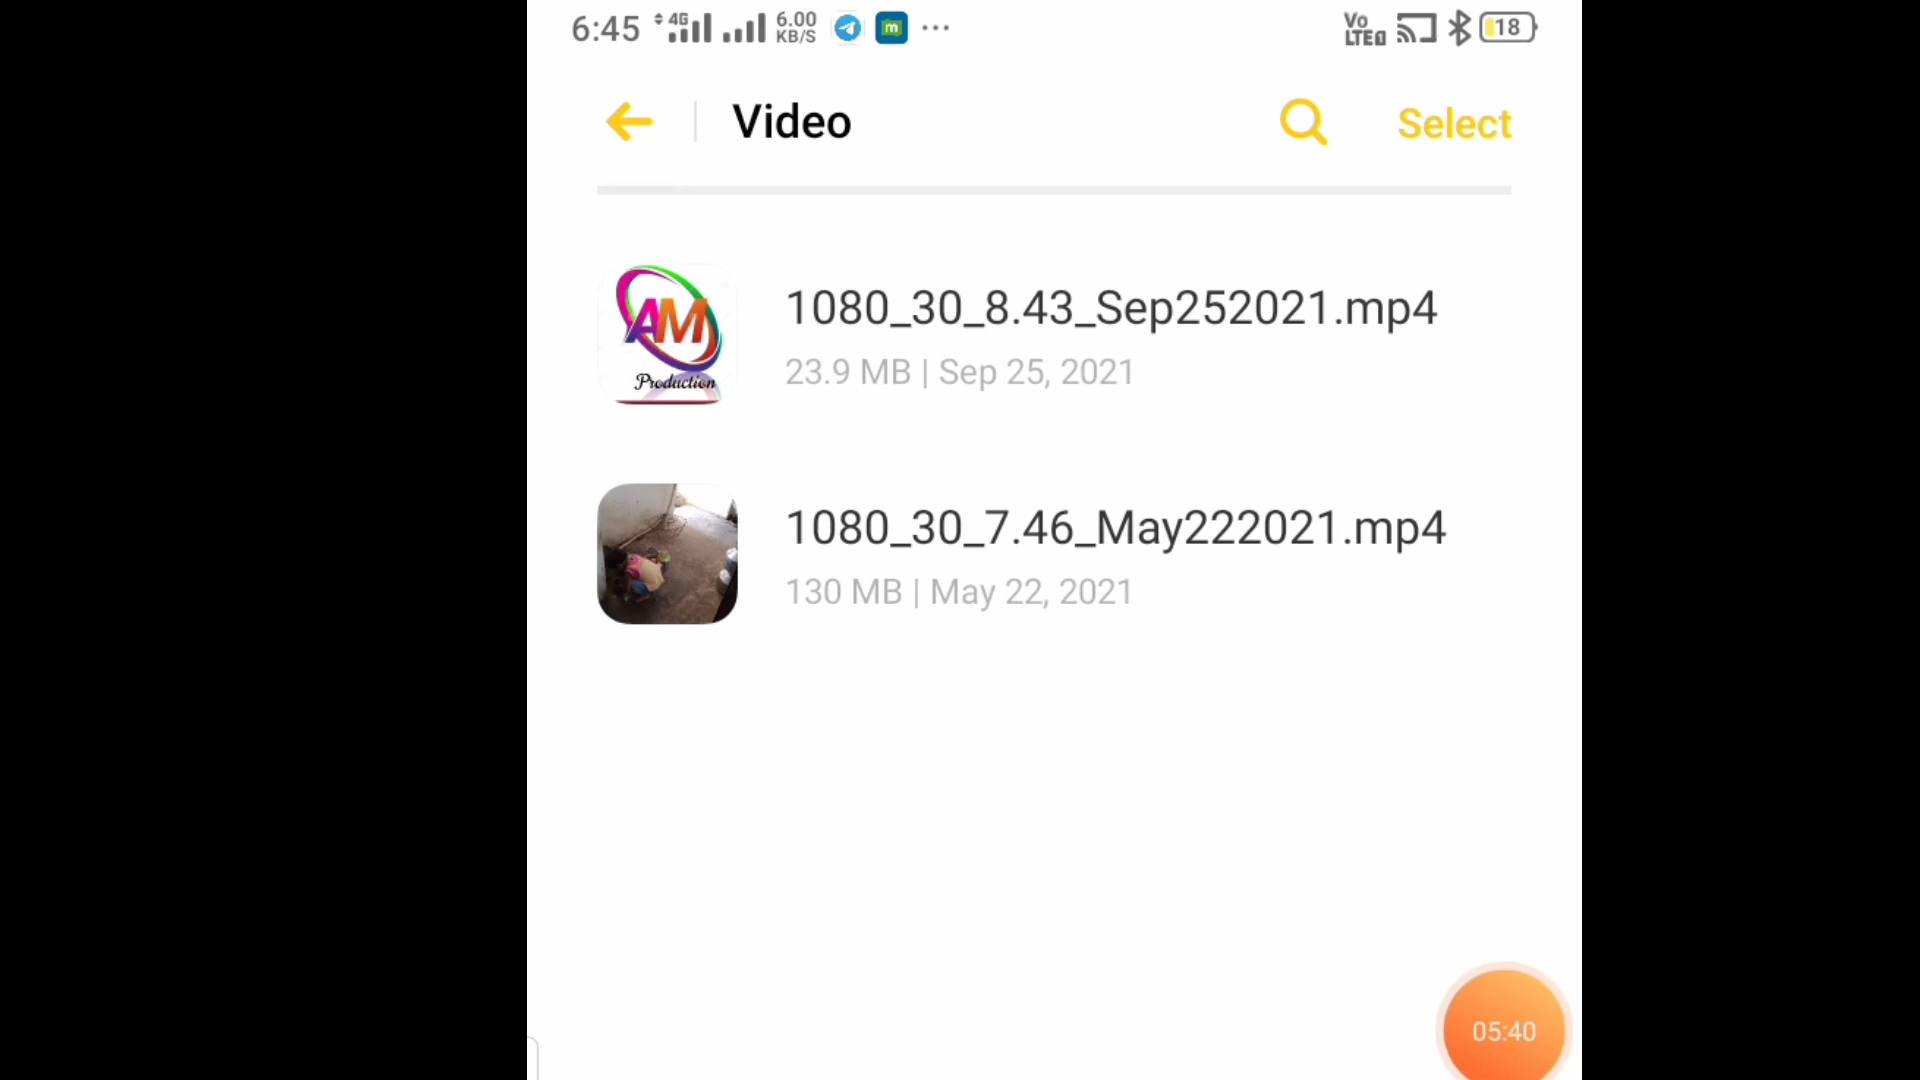 6:45 4G 6.00 KB/S m ... Vo LTE 18
Video
Select
AM
Production
1080_30_8.43_Sep252021.mp4
23.9 MB | Sep 25, 2021
1080_30_7.46_May222021.mp4
130 MB | May 22, 2021
05:40